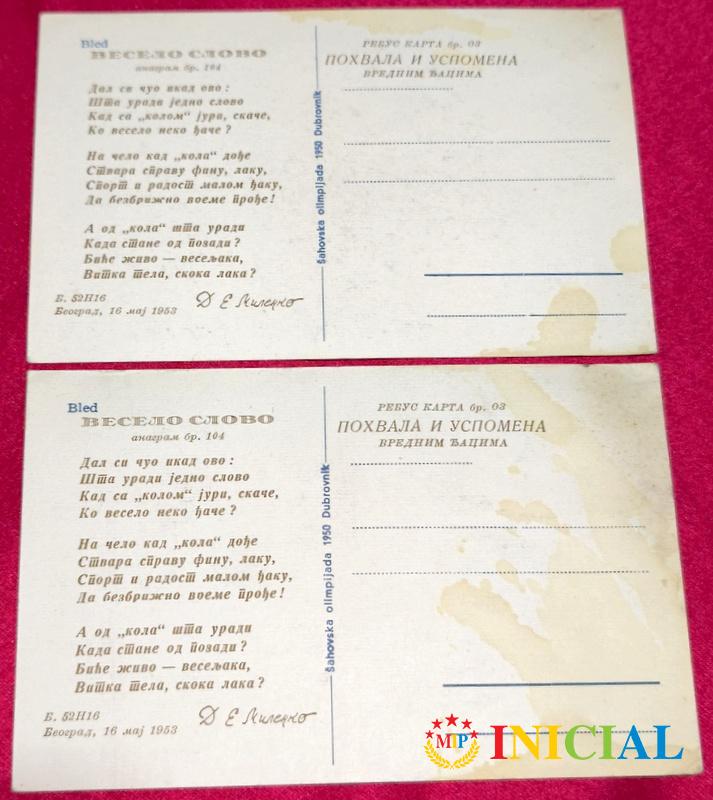 Bled
ВЕСЕЛО СЛОВО
анаграм бр. 104
Дал си чуо икад ово :
Шта уради једно слово
Кад са „колом” јури, скаче,
Ко весело неко ђаче ?
На чело кад „кола” дође
Ствара справу фину, лаку,
Спорт и радост малом ђаку,
Да безбрижно воеме прође!
А од „кола” шта уради
Када стане од позади ?
Биће живо — весељака,
Витка тела, скока лака ?
Б. 52Н16
Београд, 16 мај 1953
Šahovska olimpijada 1950 Dubrovnik
РЕБУС КАРТА бр. 03
ПОХВАЛА И УСПОМЕНА
ВРЕДНИМ ЂАЦИМА
Bled
ВЕСЕЛО СЛОВО
анаграм бр. 104
Дал си чуо икад ово :
Шта уради једно слово
Кад са „колом” јури, скаче,
Ко весело неко ђаче ?
На чело кад „кола” дође
Ствара справу фину, лаку,
Спорт и радост малом ђаку,
Да безбрижно воеме прође!
А од „кола” шта уради
Када стане од позади ?
Биће живо — весељака,
Витка тела, скока лака ?
Б. 52Н16
Београд, 16 мај 1953
Šahovska olimpijada 1950 Dubrovnik
РЕБУС КАРТА бр. 03
ПОХВАЛА И УСПОМЕНА
ВРЕДНИМ ЂАЦИМА
MIP INICIAL